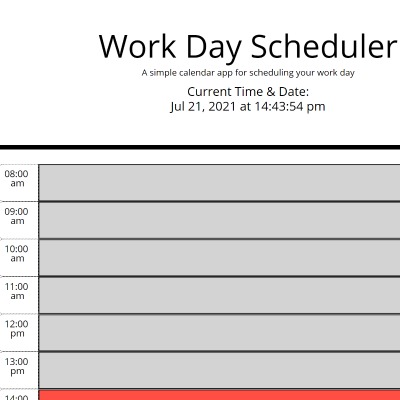 Work Day Scheduler
A simple calendar app for scheduling your work day
Current Time & Date:
Jul 21, 2021 at 14:43:54 pm
08:00
am
09:00
am
10:00
am
11:00
am
12:00
pm
13:00
pm
14:00